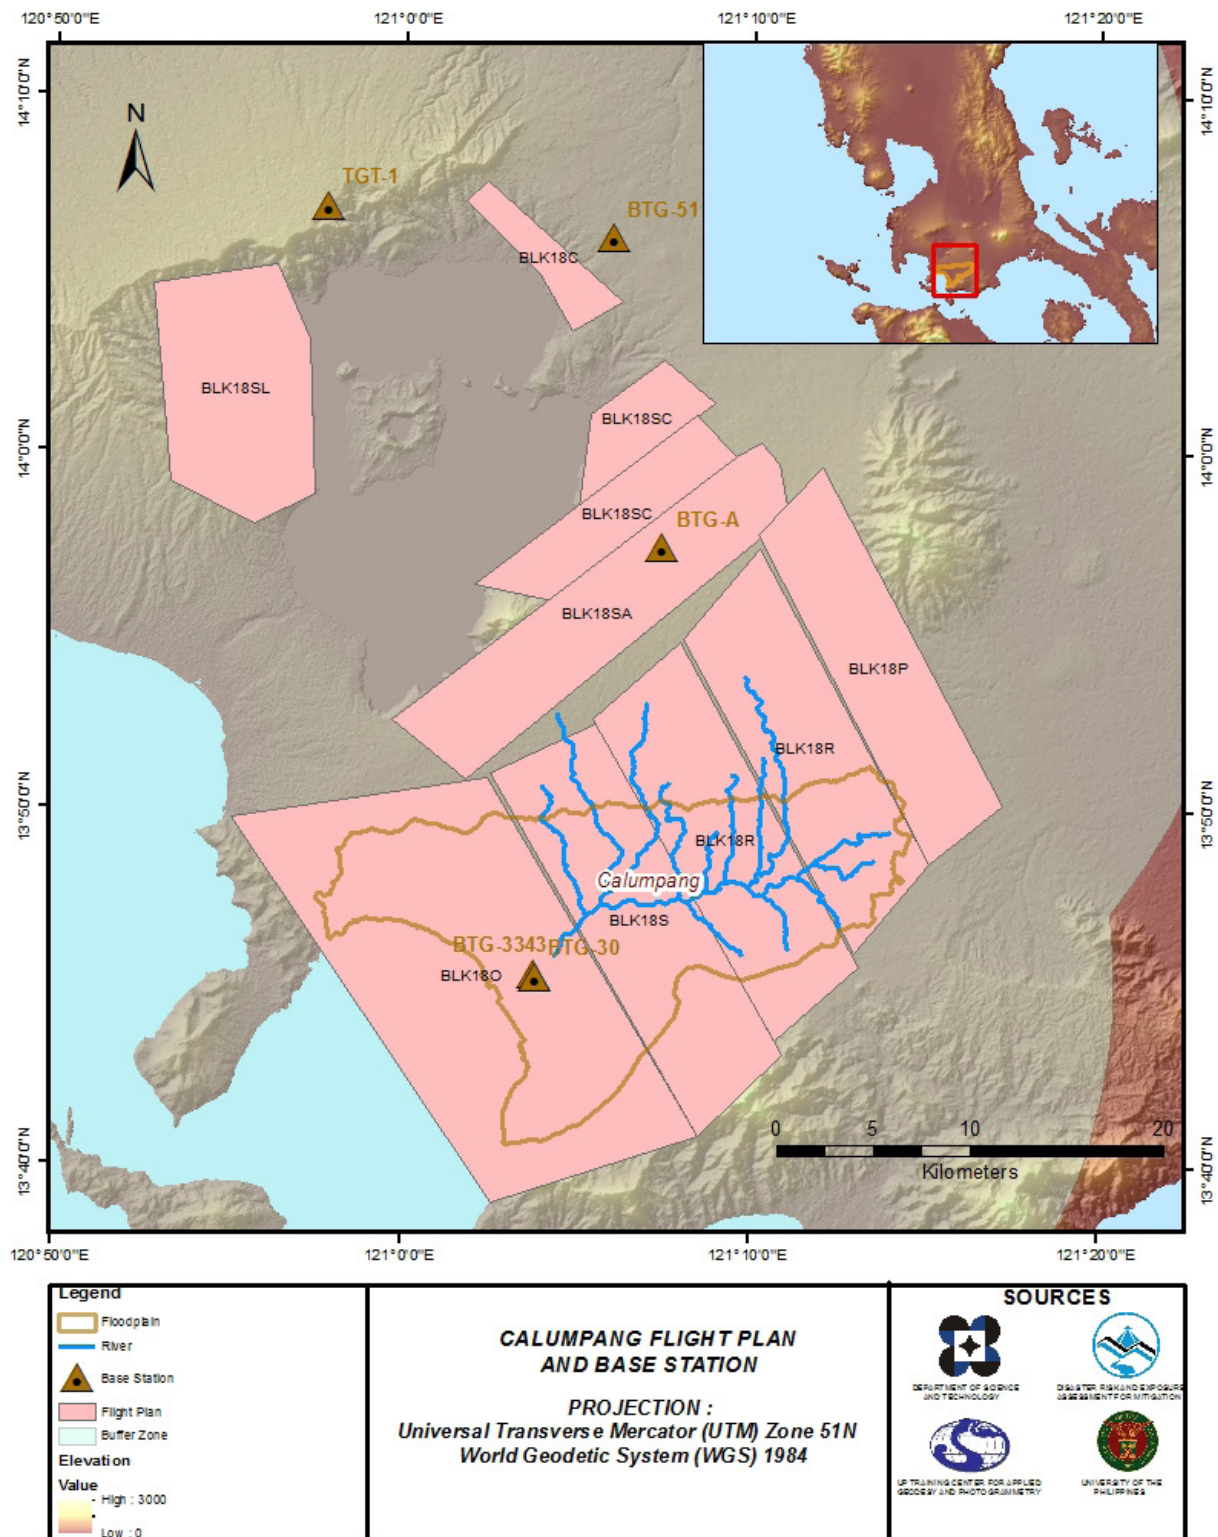 120°50'0"E
121°0'0"E
121°10'0"E
121°20'0"E
14°10'0"N
14°10'0"N
N
TGT-1
BTG-51
BLK18C
BLK18SL
BLK18SC
14°0'0"N
14°0'0"N
BLK18SC
BTG-A
BLK18SA
BLK18P
BLK18R
13°50'0"N
13°50'0"N
BLK18R
Calumpang
BLK18S
BTG-3343
BTG-30
BLK18O
0 5 10 20
Kilometers
13°40'0"N
13°40'0"N
120°50'0"E
121°0'0"E
121°10'0"E
121°20'0"E
Legend
Floodplain
River
Base Station
Flight Plan
Buffer Zone
Elevation
Value
High : 3000
Low : 0
CALUMPANG FLIGHT PLAN
AND BASE STATION
PROJECTION :
Universal Transverse Mercator (UTM) Zone 51N
World Geodetic System (WGS) 1984
SOURCES
DEPARTMENT OF SCIENCE
AND TECHNOLOGY
DISASTER RISK AND EXPOSURE
ASSESSMENT FOR MITIGATION
UP TRAINING CENTER FOR APPLIED
GEODESY AND PHOTOGRAMMETRY
UNIVERSITY OF THE
PHILIPPINES